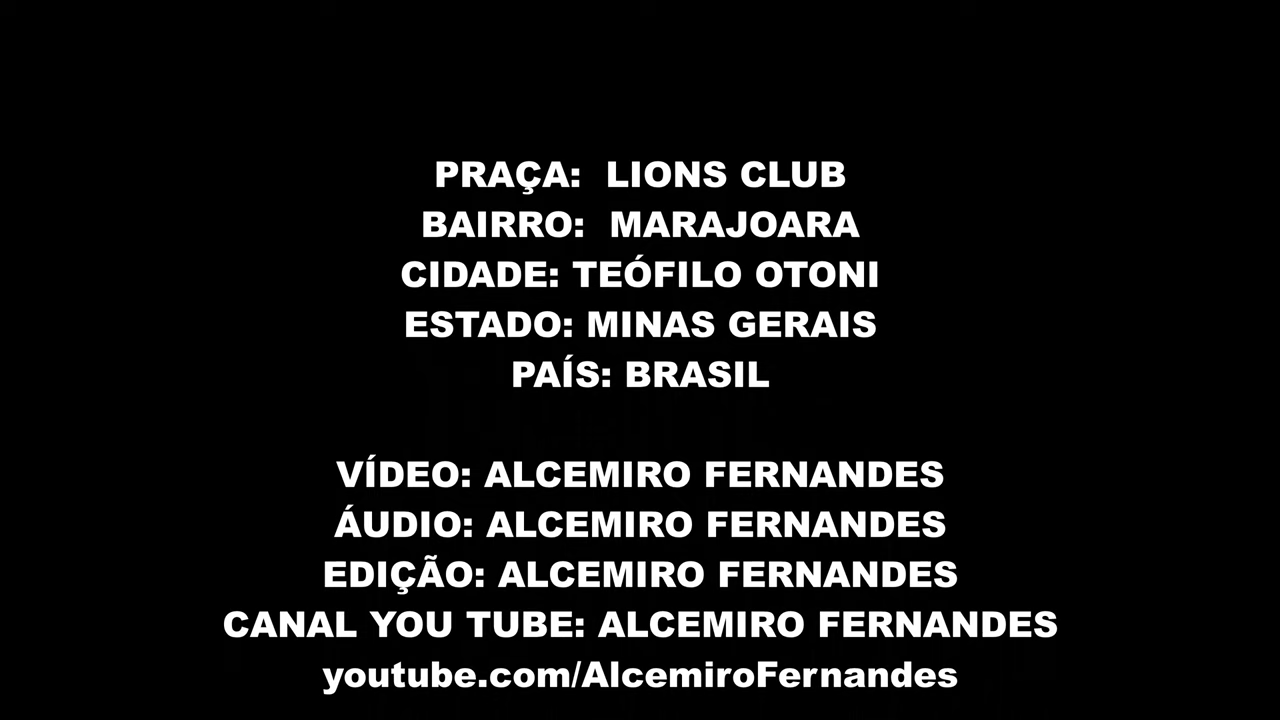 PRAÇA: LIONS CLUB
BAIRRO: MARAJOARA
CIDADE: TEÓFILO OTONI
ESTADO: MINAS GERAIS
PAÍS: BRASIL
VÍDEO: ALCEMIRO FERNANDES
ÁUDIO: ALCEMIRO FERNANDES
EDIÇÃO: ALCEMIRO FERNANDES
CANAL YOU TUBE: ALCEMIRO FERNANDES
youtube.com/AlcemiroFernandes